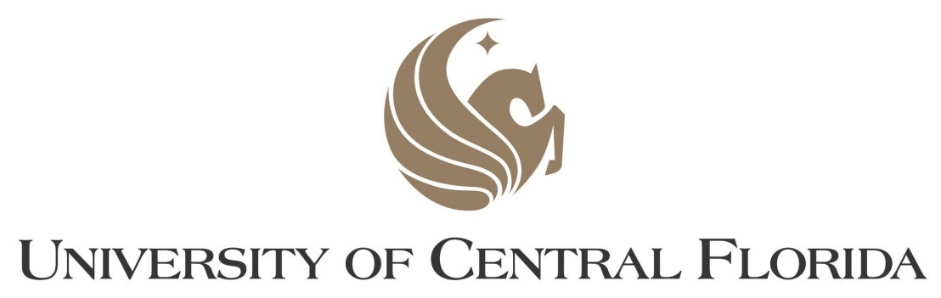 UNIVERSITY OF CENTRAL FLORIDA